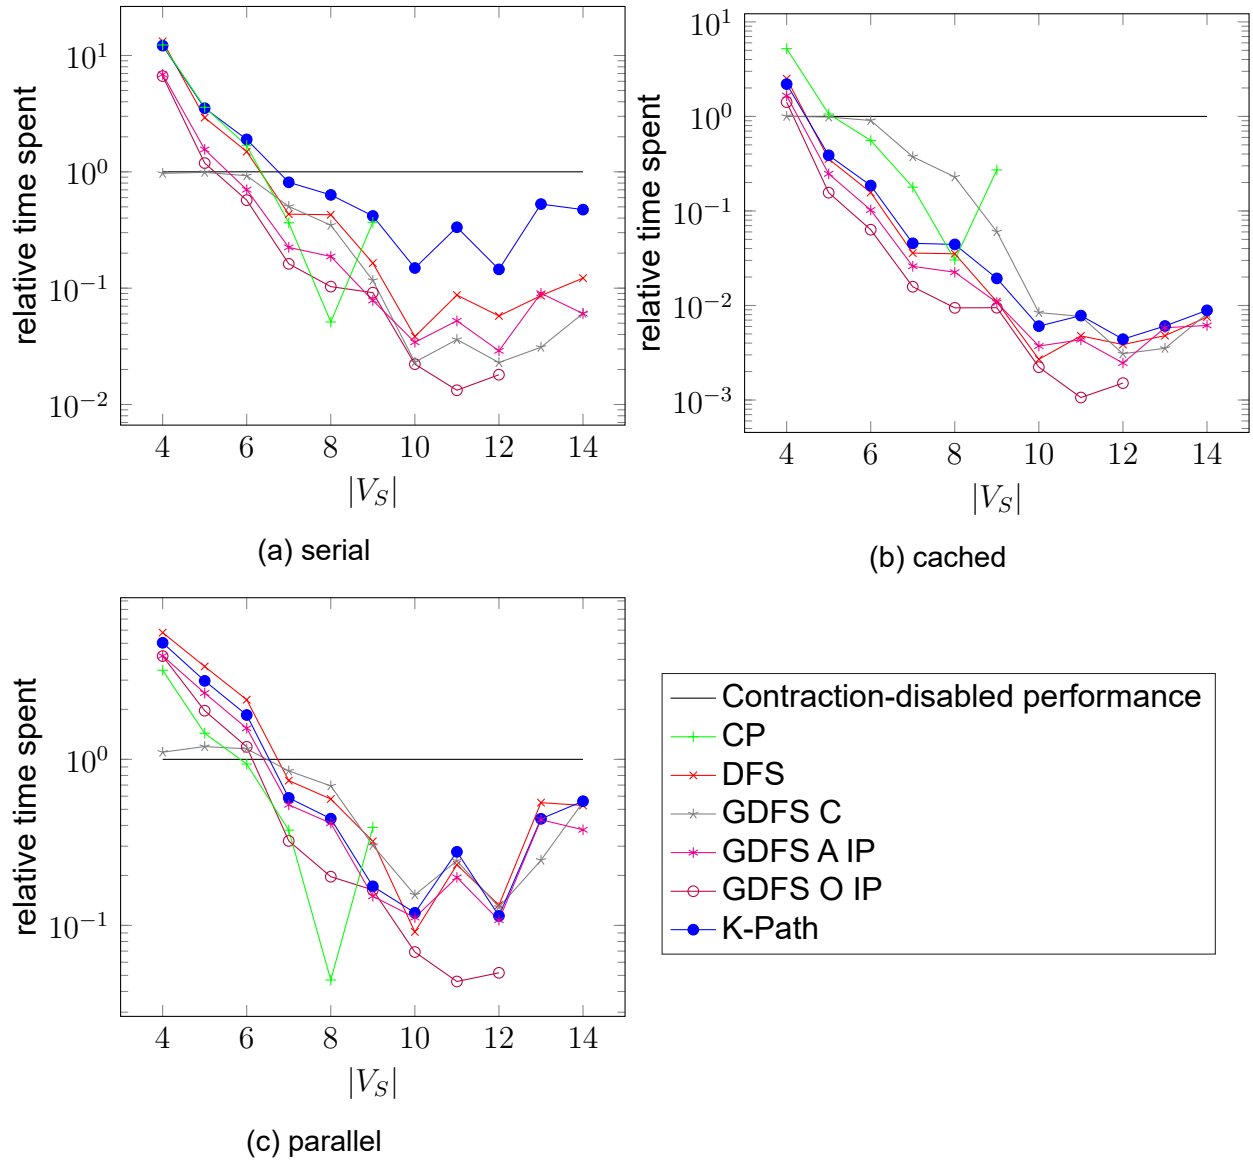 10^1
10^0
10^-1
10^-2
relative time spent
4 6 8 10 12 14
|V_S|
(a) serial
10^1
10^0
10^-1
10^-2
10^-3
relative time spent
4 6 8 10 12 14
|V_S|
(b) cached
10^0
10^-1
relative time spent
4 6 8 10 12 14
|V_S|
(c) parallel
Contraction-disabled performance
CP
DFS
GDFS C
GDFS A IP
GDFS O IP
K-Path